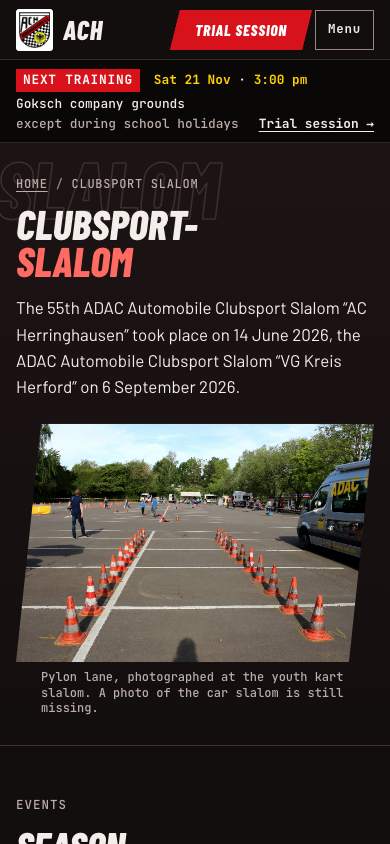 ACH
TRIAL SESSION
Menu
NEXT TRAINING Sat 21 Nov · 3:00 pm
Goksch company grounds
except during school holidays Trial session →
SLALOM
HOME / CLUBSPORT SLALOM
CLUBSPORT-
SLALOM
The 55th ADAC Automobile Clubsport Slalom “AC
Herringhausen” took place on 14 June 2026, the
ADAC Automobile Clubsport Slalom “VG Kreis
Herford” on 6 September 2026.
ADAC
Pylon lane, photographed at the youth kart
slalom. A photo of the car slalom is still
missing.
EVENTS
SEASON